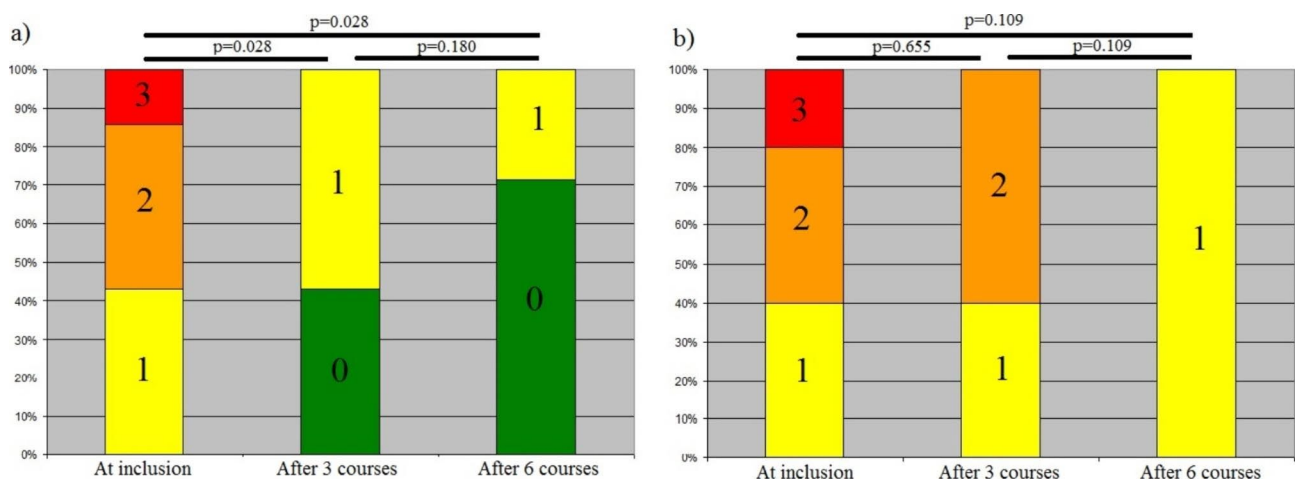 a)
p=0.028
p=0.028
p=0.180
100%
90%
80%
70%
60%
50%
40%
30%
20%
10%
0%
3
2
1
1
0
1
0
At inclusion
After 3 courses
After 6 courses
b)
p=0.109
p=0.655
p=0.109
100%
90%
80%
70%
60%
50%
40%
30%
20%
10%
0%
3
2
1
2
1
1
At inclusion
After 3 courses
After 6 courses